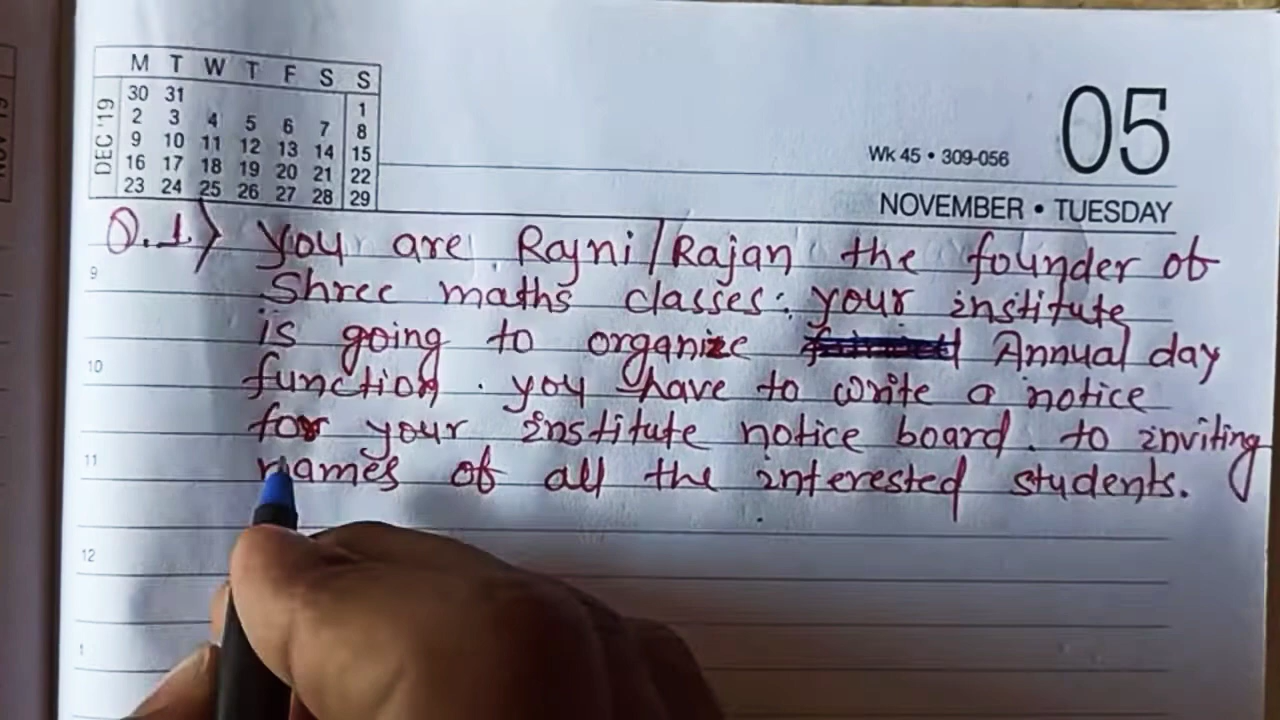 M T W T F S S
30 31 1
2 3 4 5 6 7 8
9 10 11 12 13 14 15
16 17 18 19 20 21 22
23 24 25 26 27 28 29
DEC '19
05
Wk 45 • 309-056
NOVEMBER • TUESDAY
Q.1) You are Rajni/Rajan the founder of
9
Shree maths classes. your institute
is going to organize Annual day
10
function. you have to write a notice
for your institute notice board. to inviting
11
names of all the interested students.
12
1